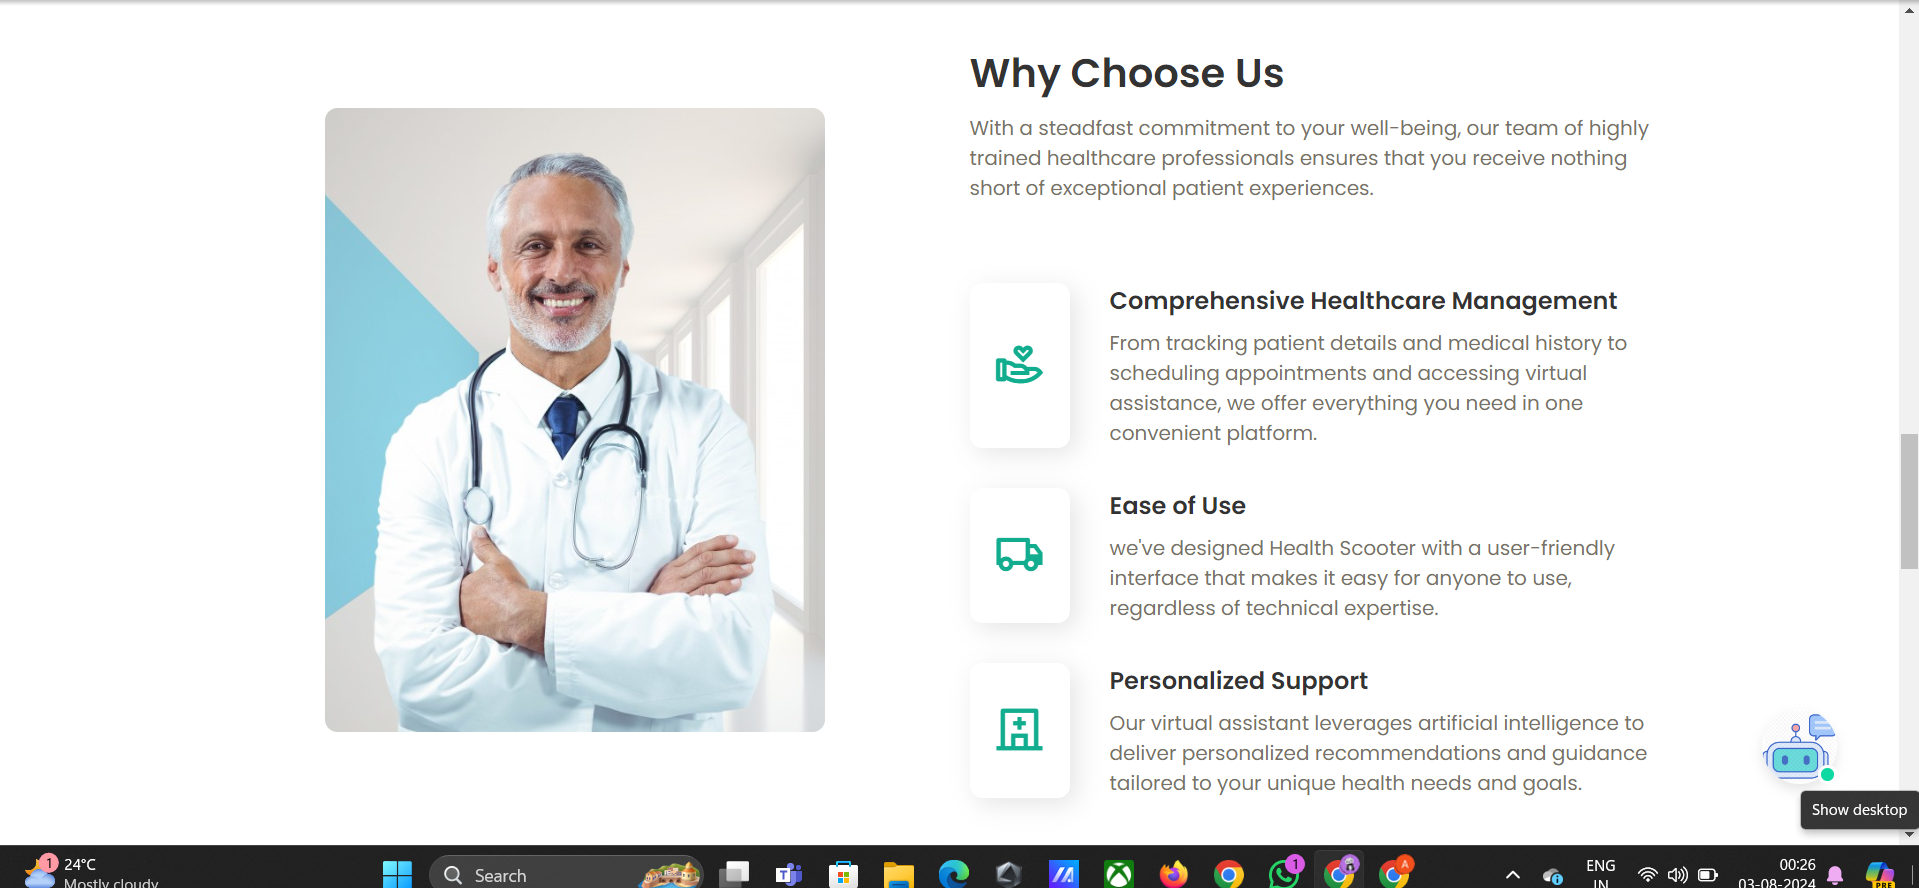 Why Choose Us
With a steadfast commitment to your well-being, our team of highly
trained healthcare professionals ensures that you receive nothing
short of exceptional patient experiences.
Comprehensive Healthcare Management
From tracking patient details and medical history to
scheduling appointments and accessing virtual
assistance, we offer everything you need in one
convenient platform.
Ease of Use
we've designed Health Scooter with a user-friendly
interface that makes it easy for anyone to use,
regardless of technical expertise.
Personalized Support
Our virtual assistant leverages artificial intelligence to
deliver personalized recommendations and guidance
tailored to your unique health needs and goals.
Show desktop
1
24°C
Mostly cloudy
Search
1
A
ENG
IN
00:26
03-08-2024
PRE